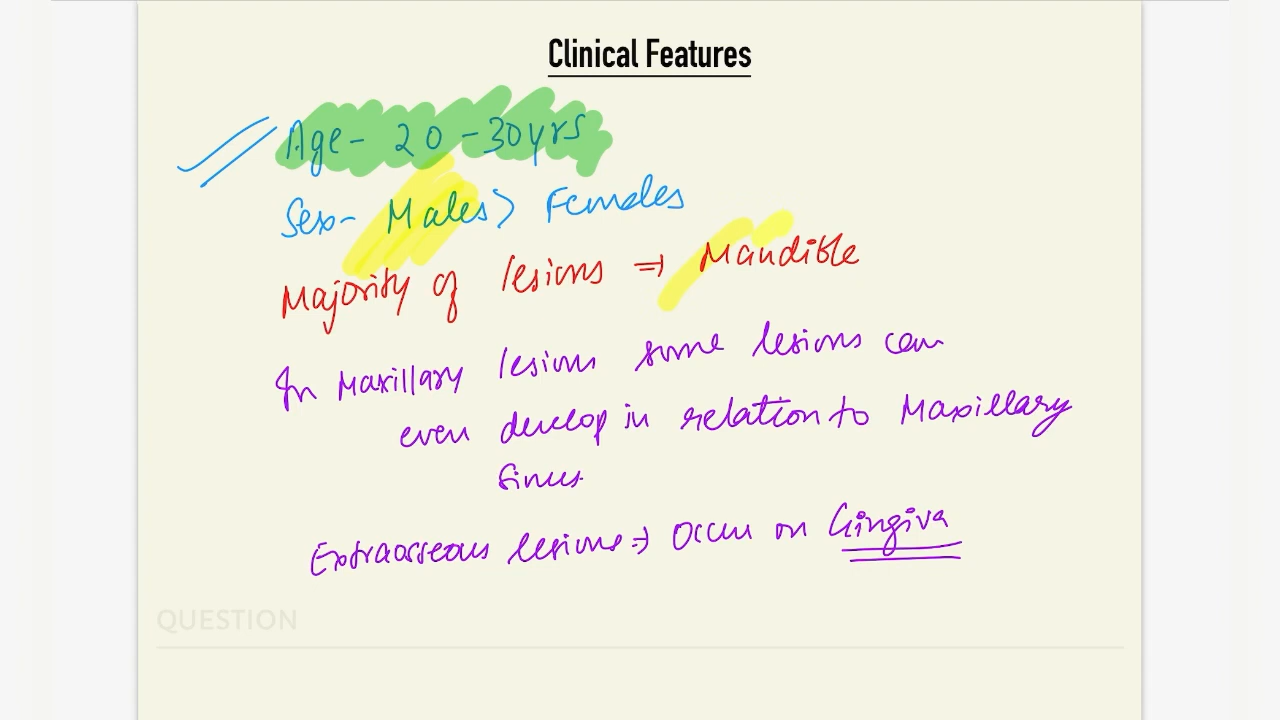 Clinical Features
Age - 20 - 30yrs
Sex - Males > Females
Majority of lesions ⇒ Mandible
In Maxillary lesions some lesions can
even develop in relation to Maxillary
Sinus.
Extraosseous lesions ⇒ Occur on Gingiva
QUESTION